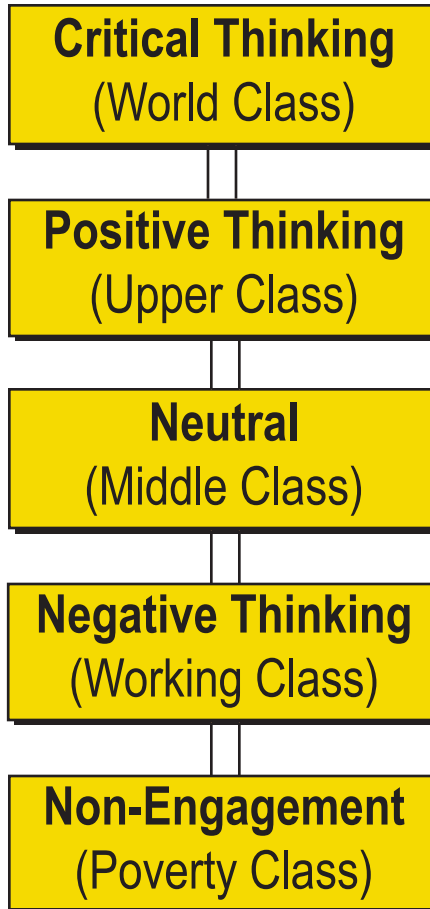 Critical Thinking
(World Class)
Positive Thinking
(Upper Class)
Neutral
(Middle Class)
Negative Thinking
(Working Class)
Non-Engagement
(Poverty Class)